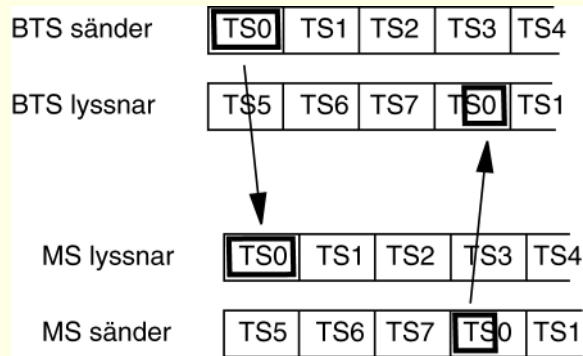 BTS sänder TS0 TS1 TS2 TS3 TS4
BTS lyssnar TS5 TS6 TS7 TS0 TS1
MS lyssnar TS0 TS1 TS2 TS3 TS4
MS sänder TS5 TS6 TS7 TS0 TS1